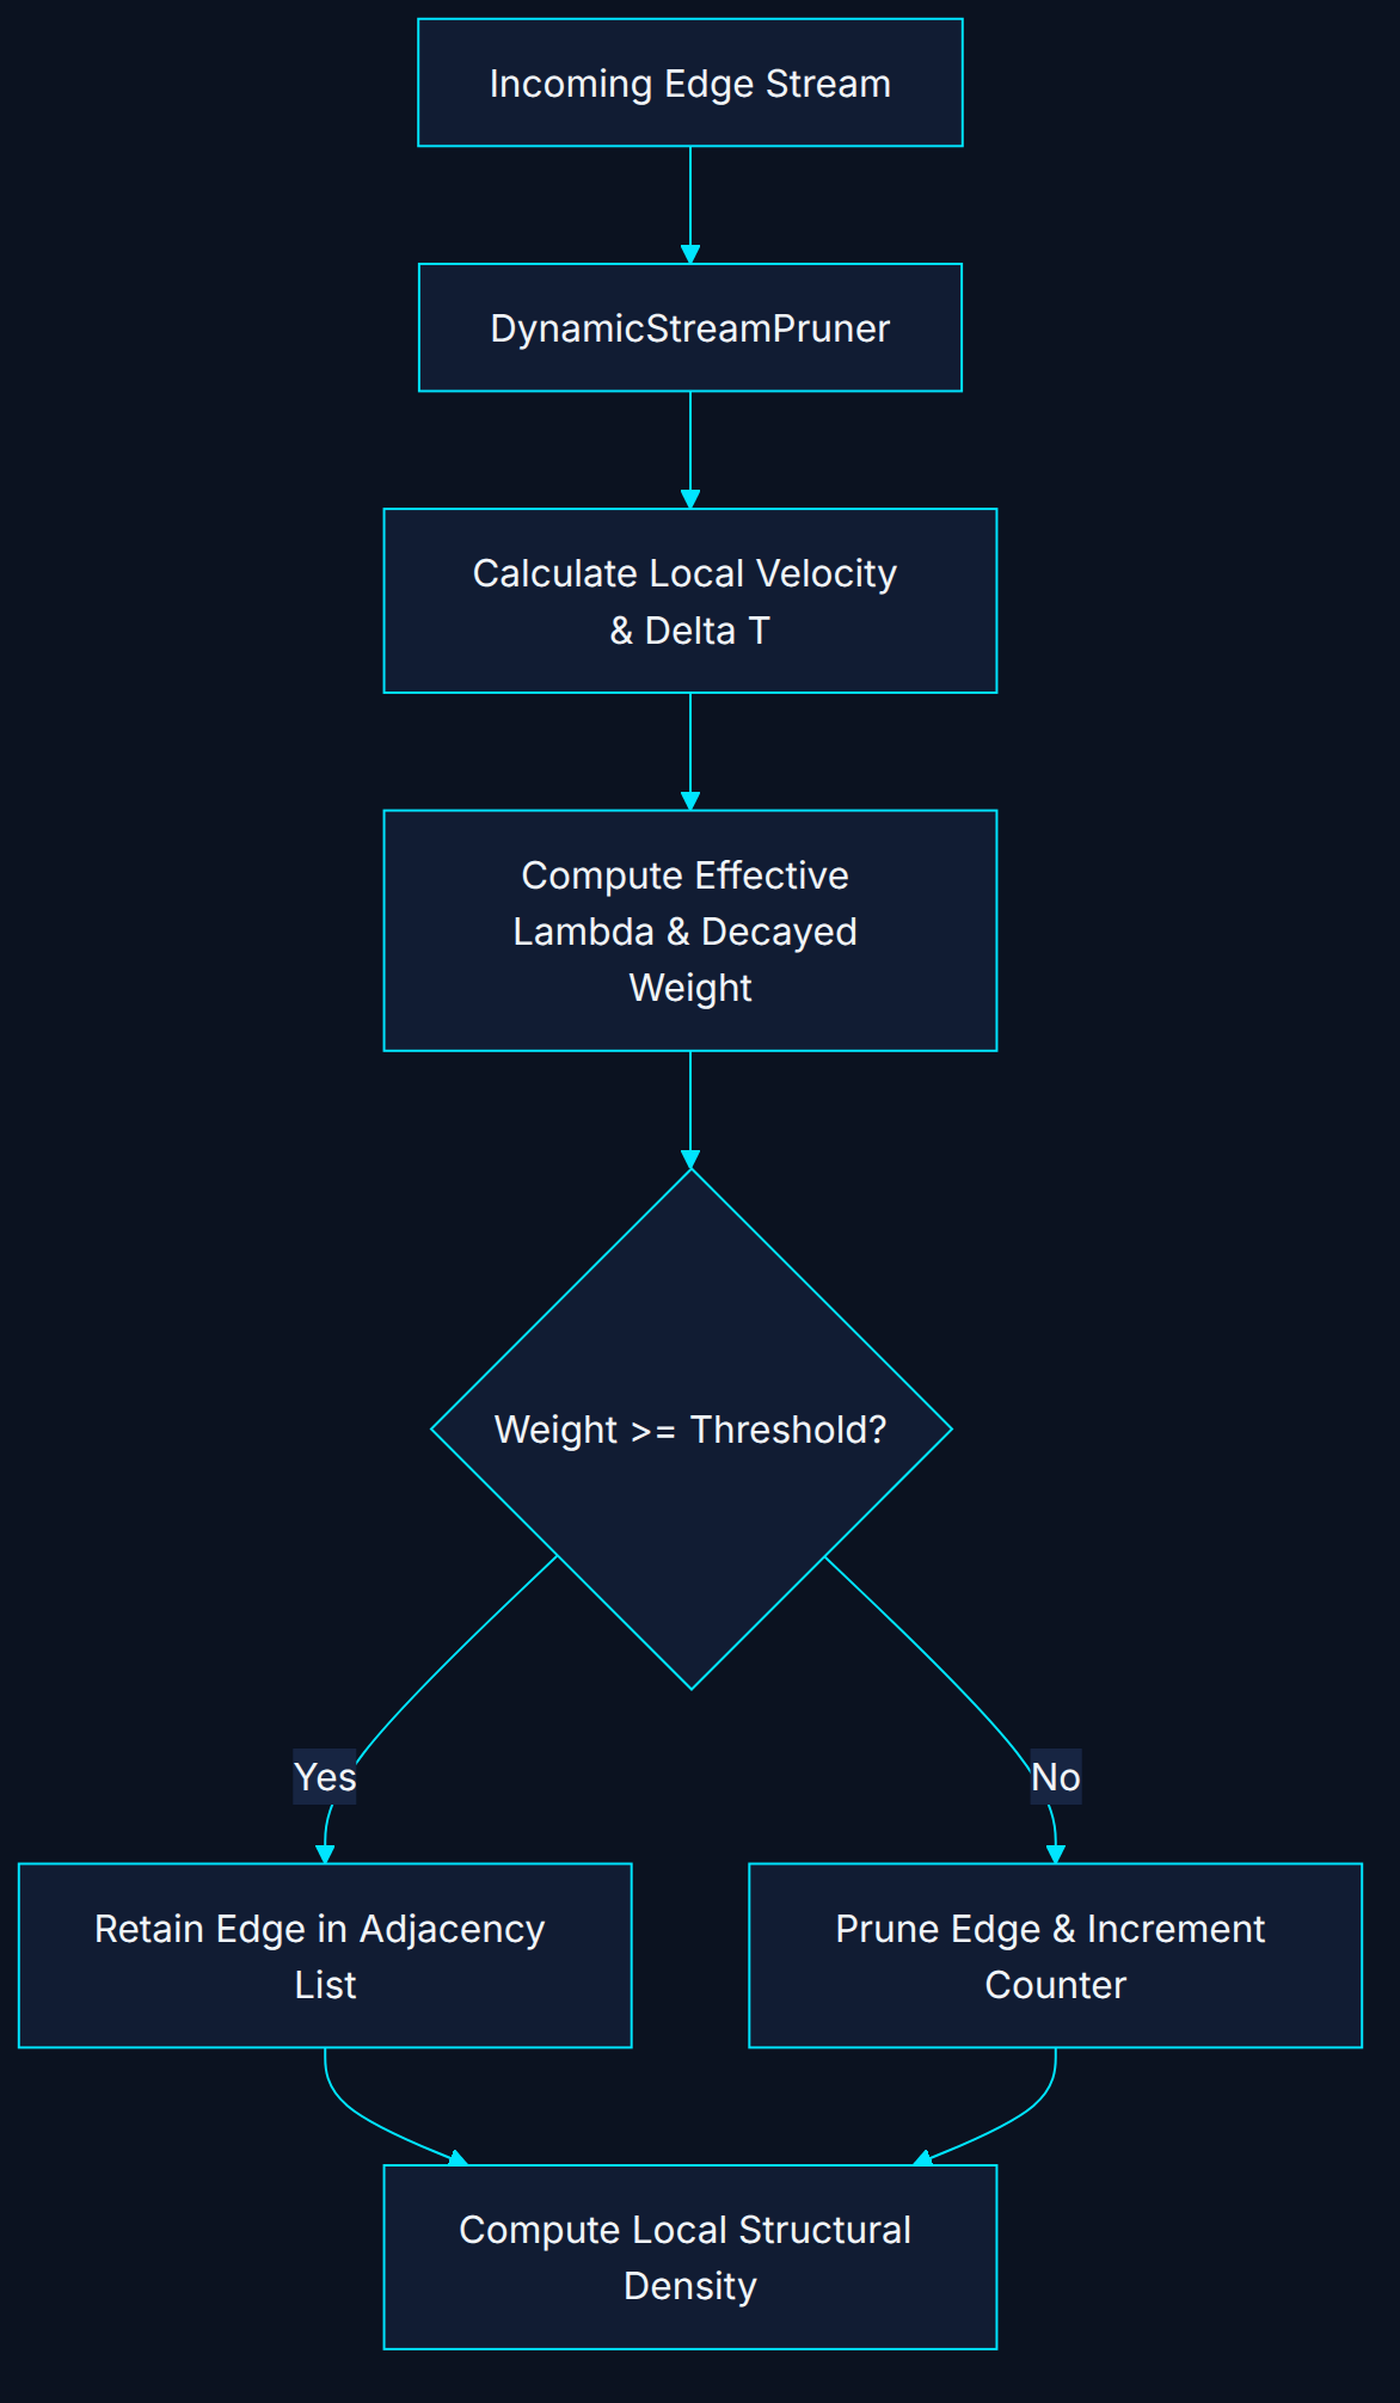 Incoming Edge Stream
DynamicStreamPruner
Calculate Local Velocity
& Delta T
Compute Effective
Lambda & Decayed
Weight
Weight >= Threshold?
Yes
No
Retain Edge in Adjacency
List
Prune Edge & Increment
Counter
Compute Local Structural
Density